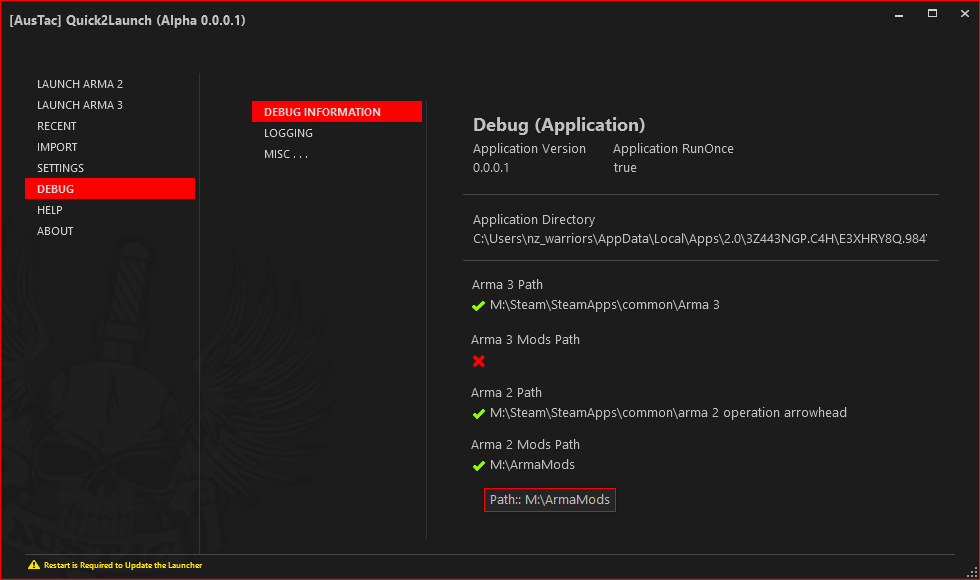 [AusTac] Quick2Launch (Alpha 0.0.0.1)
LAUNCH ARMA 2
LAUNCH ARMA 3
RECENT
IMPORT
SETTINGS
DEBUG
HELP
ABOUT
DEBUG INFORMATION
LOGGING
MISC . . .
Debug (Application)
Application Version
0.0.0.1
Application RunOnce
true
Application Directory
C:\Users\nz_warriors\AppData\Local\Apps\2.0\3Z443NGP.C4H\E3XHRY8Q.984\
Arma 3 Path
M:\Steam\SteamApps\common\Arma 3
Arma 3 Mods Path
Arma 2 Path
M:\Steam\SteamApps\common\arma 2 operation arrowhead
Arma 2 Mods Path
M:\ArmaMods
Path:: M:\ArmaMods
AUSTAC
Restart is Required to Update the Launcher